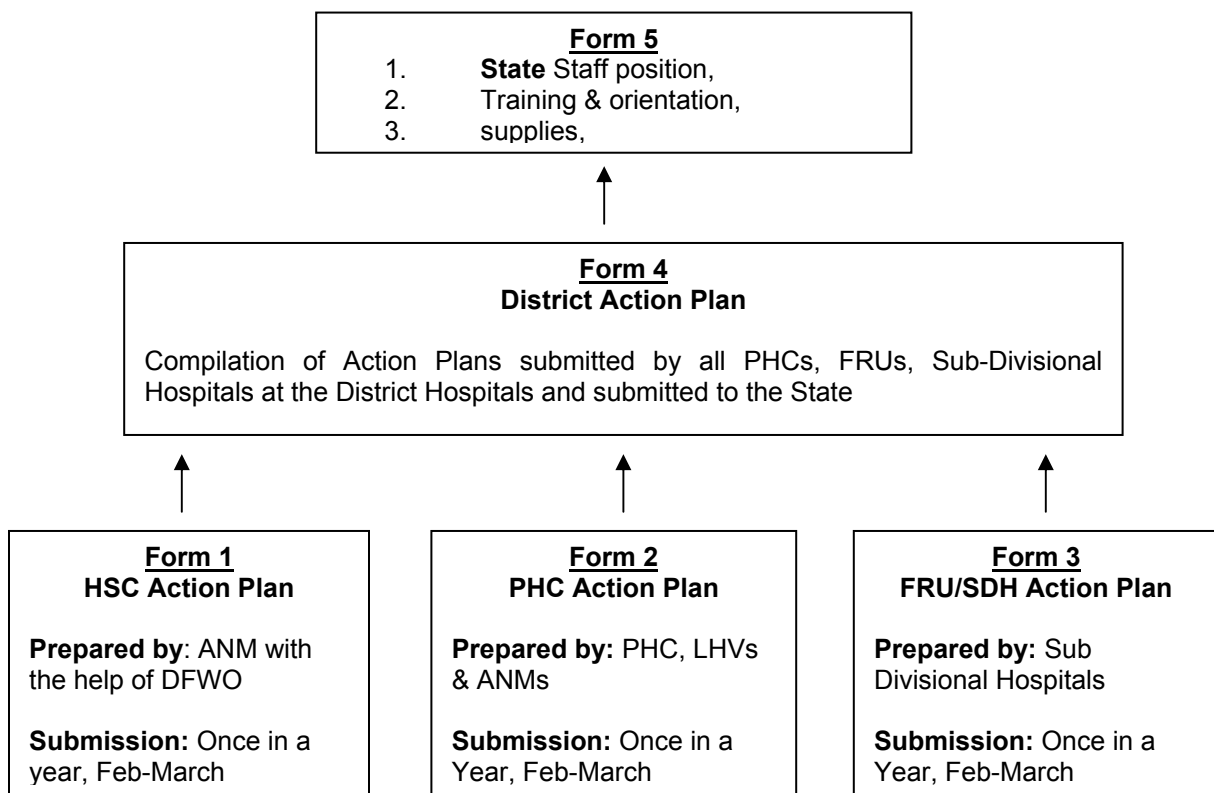 Form 5
1. State Staff position,
2. Training & orientation,
3. supplies,
Form 4
District Action Plan
Compilation of Action Plans submitted by all PHCs, FRUs, Sub-Divisional
Hospitals at the District Hospitals and submitted to the State
Form 1
HSC Action Plan
Prepared by: ANM with
the help of DFWO
Submission: Once in a
year, Feb-March
Form 2
PHC Action Plan
Prepared by: PHC, LHVs
& ANMs
Submission: Once in a
Year, Feb-March
Form 3
FRU/SDH Action Plan
Prepared by: Sub
Divisional Hospitals
Submission: Once in a
Year, Feb-March